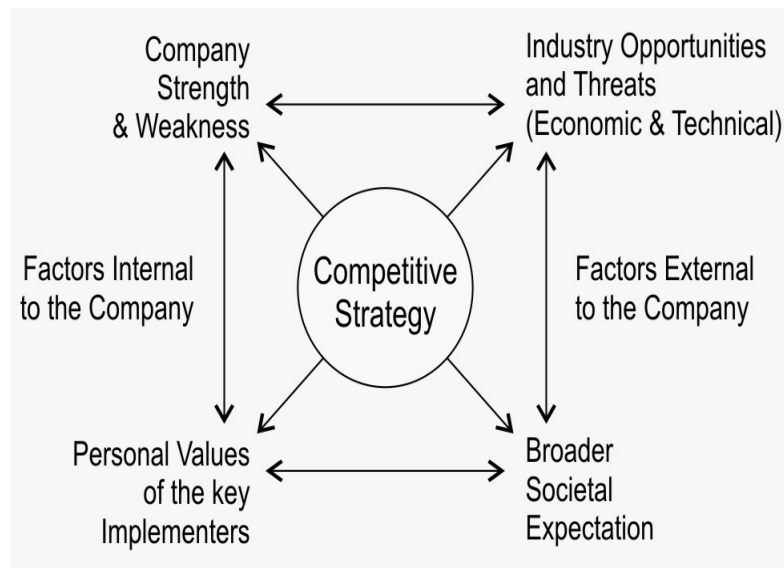 Company
Strength
& Weakness
Industry Opportunities
and Threats
(Economic & Technical)
Factors Internal
to the Company
Competitive
Strategy
Factors External
to the Company
Personal Values
of the key
Implementers
Broader
Societal
Expectation